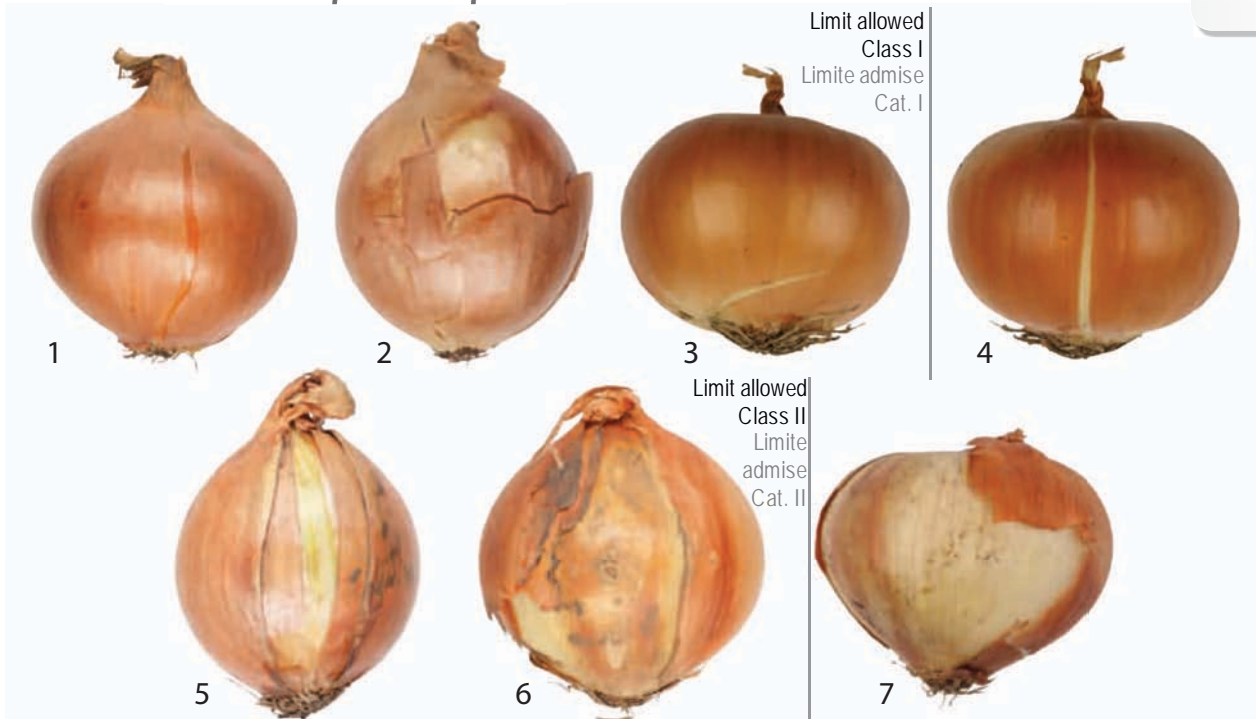 Limit allowed
Class I
Limite admise
Cat. I
1
2
3
4
Limit allowed
Class II
Limite
admise
Cat. II
5
6
7